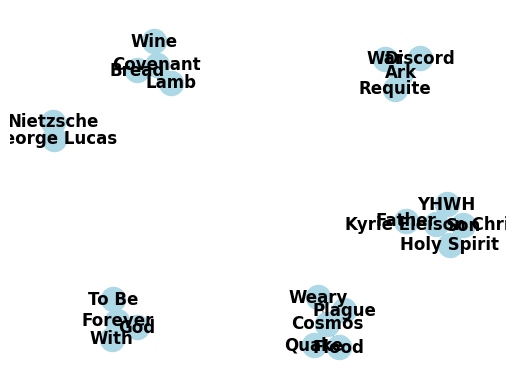 Wine
Covenant
Bread
Lamb
War
Discord
Ark
Requite
Nietzsche
eorge Lucas
YHWH
Father
Kyrie Eleison Chri
Son
Holy Spirit
To Be
Forever
God
With
Weary
Plague
Cosmos
Quake
Flood